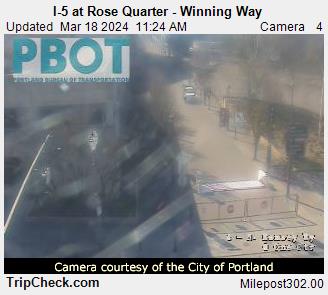 I-5 at Rose Quarter - Winning Way
Updated Mar 18 2024 11:24 AM Camera 4
PBOT
PORTLAND BUREAU OF TRANSPORTATION
Camera courtesy of the City of Portland
TripCheck.com Milepost302.00